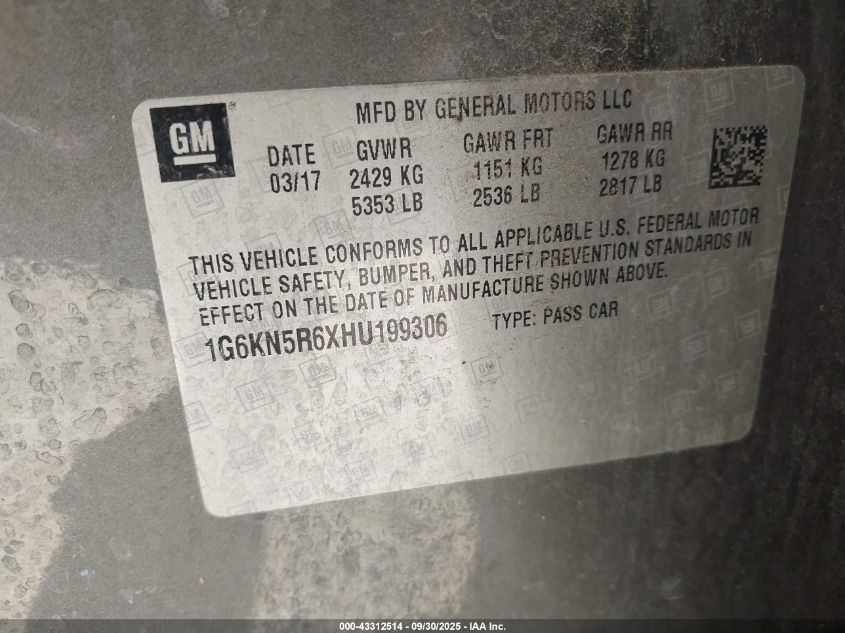 GM
MFD BY GENERAL MOTORS LLC
DATE GVWR GAWR FRT GAWR RR
03/17 2429 KG 1151 KG 1278 KG
5353 LB 2536 LB 2817 LB
THIS VEHICLE CONFORMS TO ALL APPLICABLE U.S. FEDERAL MOTOR
VEHICLE SAFETY, BUMPER, AND THEFT PREVENTION STANDARDS IN
EFFECT ON THE DATE OF MANUFACTURE SHOWN ABOVE.
1G6KN5R6XHU199306 TYPE: PASS CAR
000-43312514 - 09/30/2025 - IAA Inc.